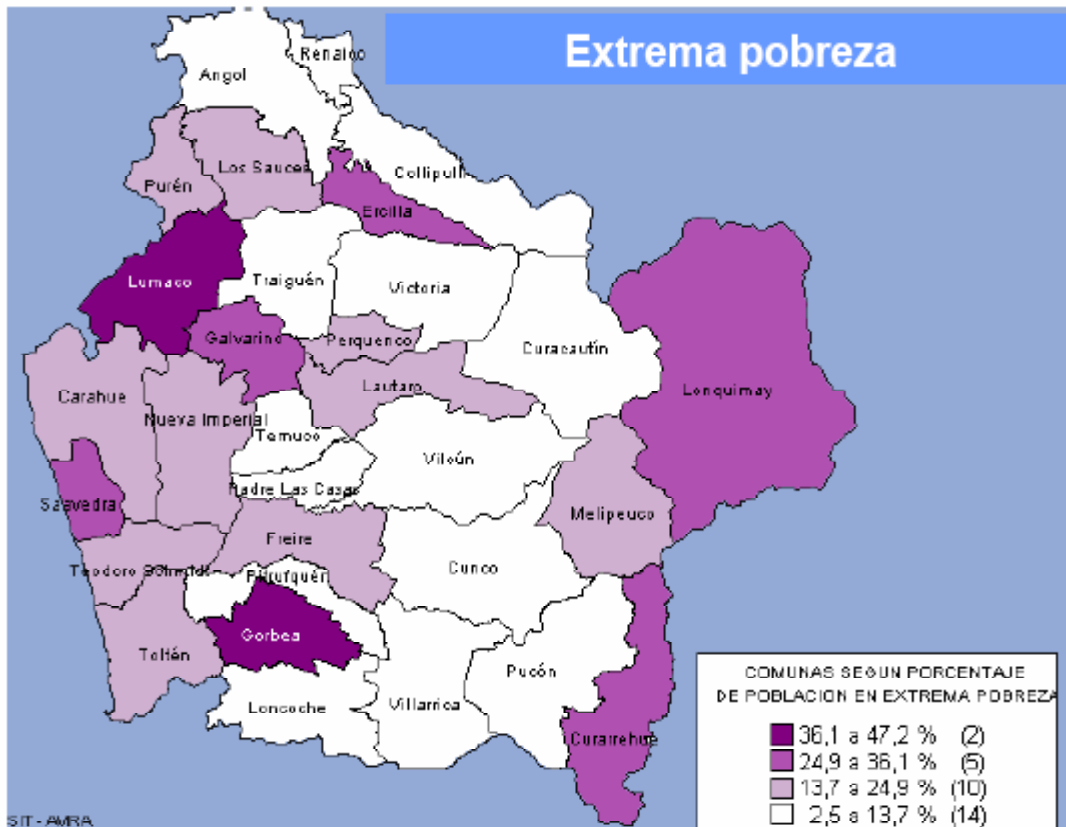 Extrema pobreza
Renaico
Angol
Collipulli
Los Sauces
Purén
Ercilla
Lumaco
Traiguén
Victoria
Galvarino
Perquenco
Curacautín
Lautaro
Lonquimay
Carahue
Nueva Imperial
Temuco
Vilcún
Padre Las Casas
Saavedra
Melipeuco
Freire
Teodoro Schmidt
Pitrufquén
Cunco
Gorbea
Toltén
Pucón
Villarrica
Loncoche
Curarrehue
COMUNAS SEGUN PORCENTAJE
DE POBLACION EN EXTREMA POBREZA
36,1 a 47,2 % (2)
24,9 a 36,1 % (5)
13,7 a 24,9 % (10)
2,5 a 13,7 % (14)
SIT - AMRA